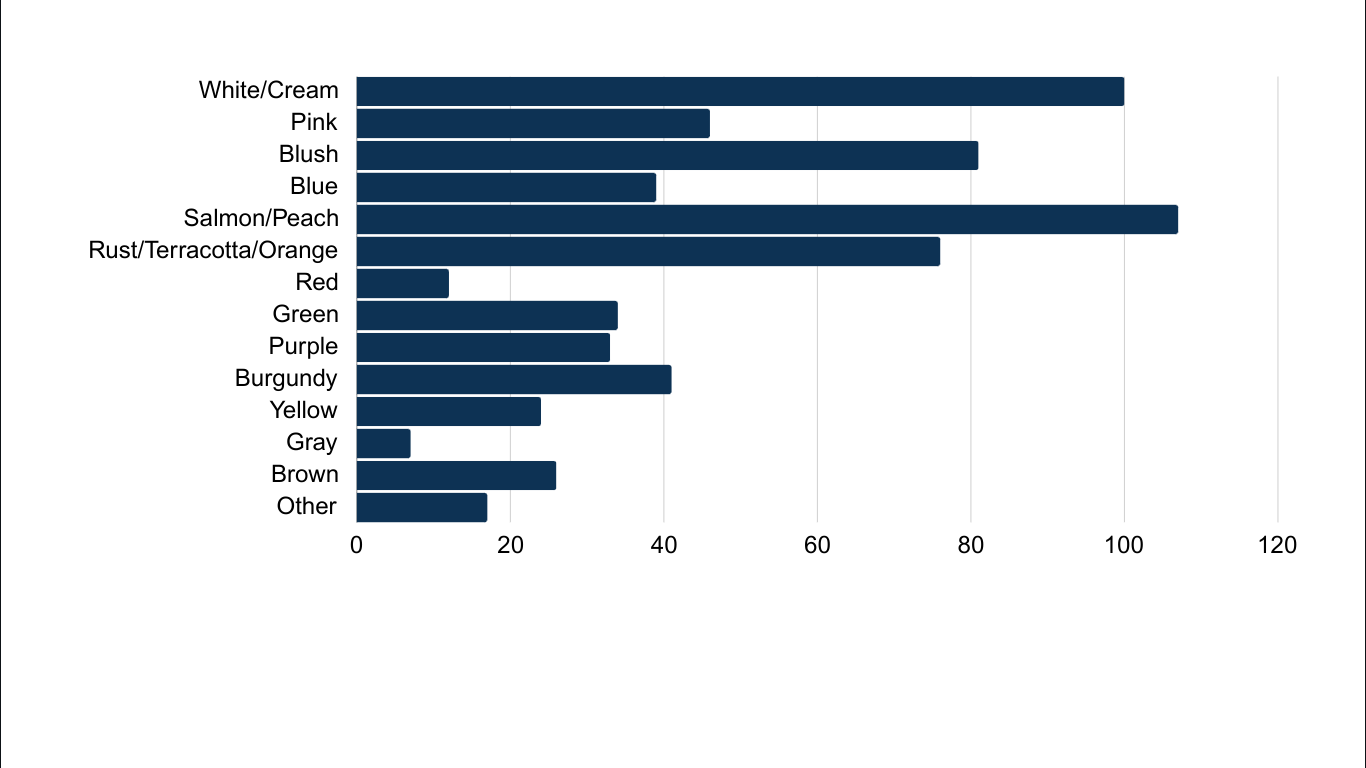 White/Cream
Pink
Blush
Blue
Salmon/Peach
Rust/Terracotta/Orange
Red
Green
Purple
Burgundy
Yellow
Gray
Brown
Other
0 20 40 60 80 100 120